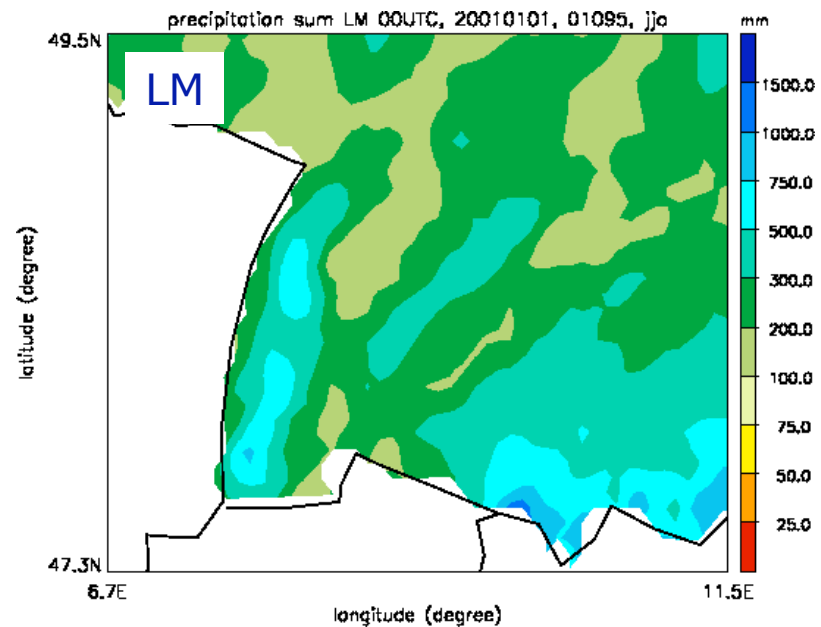 precipitation sum LM 00UTC, 20010101, 01095, jja
mm
49.5N
LM
1500.0
1000.0
750.0
500.0
300.0
200.0
100.0
75.0
50.0
25.0
latitude (degree)
47.3N
6.7E
11.5E
longitude (degree)